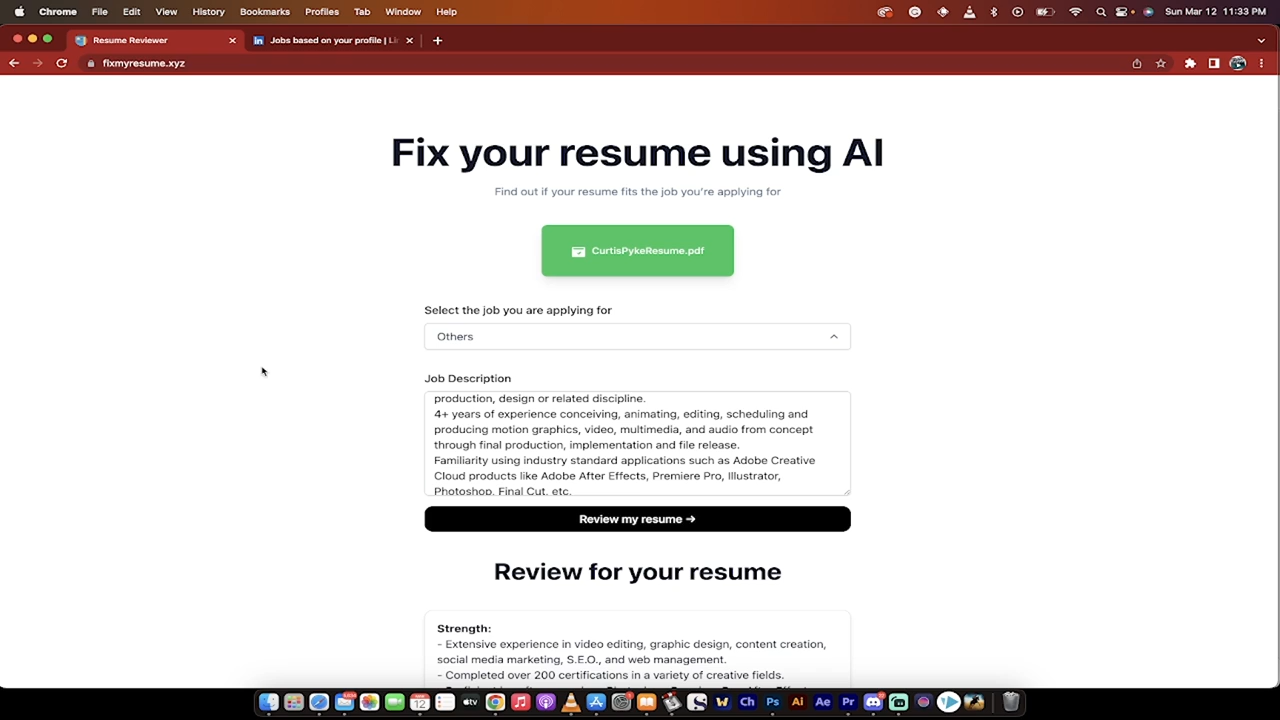 Chrome File Edit View History Bookmarks Profiles Tab Window Help Sun Mar 12 11:33 PM
Resume Reviewer Jobs based on your profile |
fixmyresume.xyz
Fix your resume using AI
Find out if your resume fits the job you're applying for
CurtisPykeResume.pdf
Select the job you are applying for
Others
Job Description
production, design or related discipline.
4+ years of experience conceiving, animating, editing, scheduling and
producing motion graphics, video, multimedia, and audio from concept
through final production, implementation and file release.
Familiarity using industry standard applications such as Adobe Creative
Cloud products like Adobe After Effects, Premiere Pro, Illustrator,
Photoshop, Final Cut, etc.
Review my resume →
Review for your resume
Strength:
- Extensive experience in video editing, graphic design, content creation,
social media marketing, S.E.O., and web management.
- Completed over 200 certifications in a variety of creative fields.